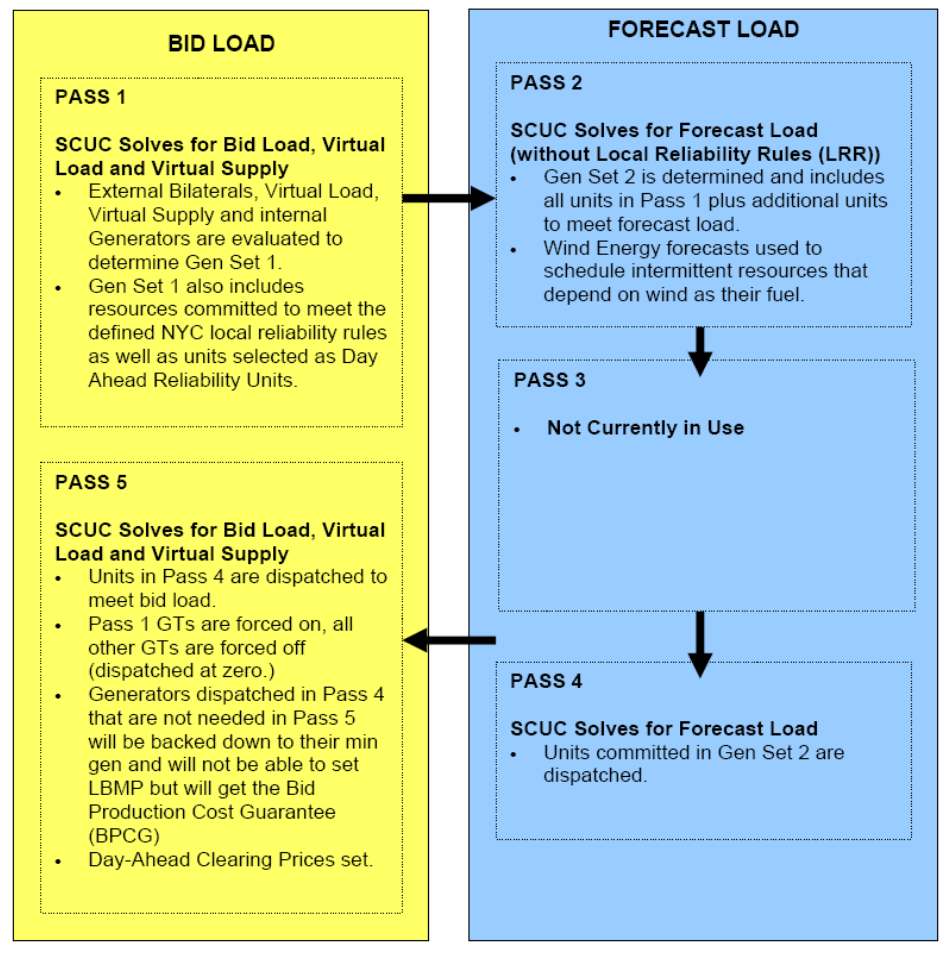 BID LOAD
PASS 1
SCUC Solves for Bid Load, Virtual
Load and Virtual Supply
• External Bilaterals, Virtual Load,
Virtual Supply and internal
Generators are evaluated to
determine Gen Set 1.
• Gen Set 1 also includes
resources committed to meet the
defined NYC local reliability rules
as well as units selected as Day
Ahead Reliability Units.
FORECAST LOAD
PASS 2
SCUC Solves for Forecast Load
(without Local Reliability Rules (LRR))
• Gen Set 2 is determined and includes
all units in Pass 1 plus additional units
to meet forecast load.
• Wind Energy forecasts used to
schedule intermittent resources that
depend on wind as their fuel.
PASS 3
• Not Currently in Use
PASS 4
SCUC Solves for Forecast Load
• Units committed in Gen Set 2 are
dispatched.
PASS 5
SCUC Solves for Bid Load, Virtual
Load and Virtual Supply
• Units in Pass 4 are dispatched to
meet bid load.
• Pass 1 GTs are forced on, all
other GTs are forced off
(dispatched at zero.)
• Generators dispatched in Pass 4
that are not needed in Pass 5
will be backed down to their min
gen and will not be able to set
LBMP but will get the Bid
Production Cost Guarantee
(BPCG)
• Day-Ahead Clearing Prices set.